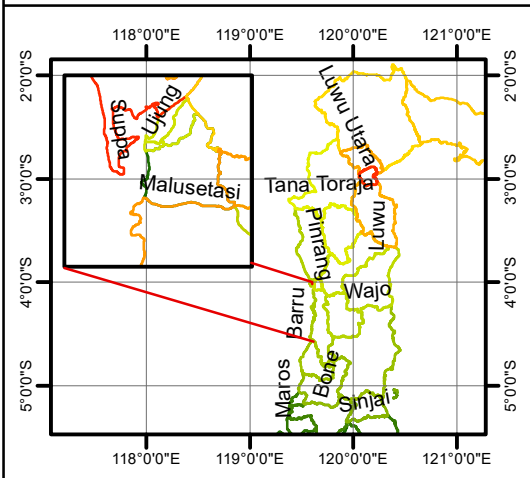 118°0'0"E 119°0'0"E 120°0'0"E 121°0'0"E
2°0'0"S
3°0'0"S
4°0'0"S
5°0'0"S
Suppa
Ujung
Malusetasi
Luwu Utara
Tana Toraja
Luwu
Pinrang
Wajo
Barru
Bone
Maros
Sinjai
2°0'0"S
3°0'0"S
4°0'0"S
5°0'0"S
118°0'0"E 119°0'0"E 120°0'0"E 121°0'0"E